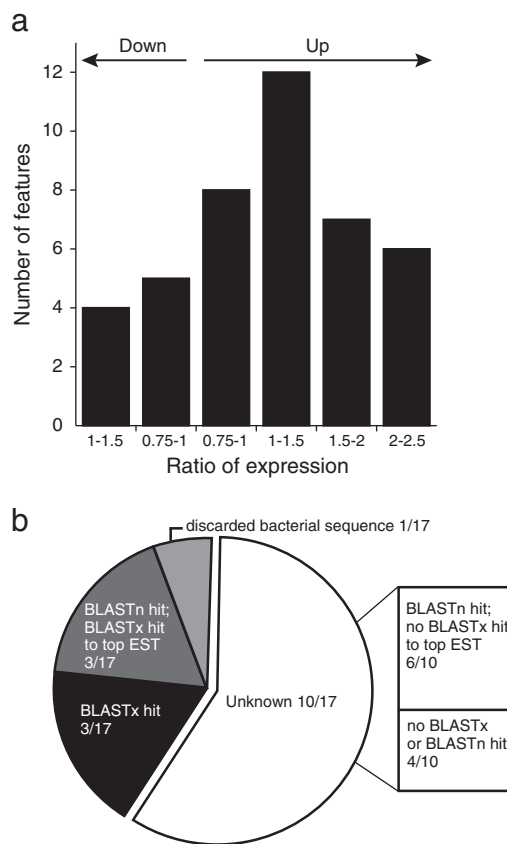 a
Down
Up
Number of features
12
10
8
6
4
2
0
1-1.5
0.75-1
0.75-1
1-1.5
1.5-2
2-2.5
Ratio of expression
b
discarded bacterial sequence 1/17
BLASTn hit;
BLASTx hit
to top EST
3/17
BLASTx hit
3/17
Unknown 10/17
BLASTn hit;
no BLASTx hit
to top EST
6/10
no BLASTx
or BLASTn hit
4/10